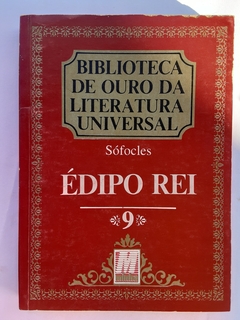 BIBLIOTECA
DE OURO DA
LITERATURA
UNIVERSAL
Sófocles
ÉDIPO REI
9